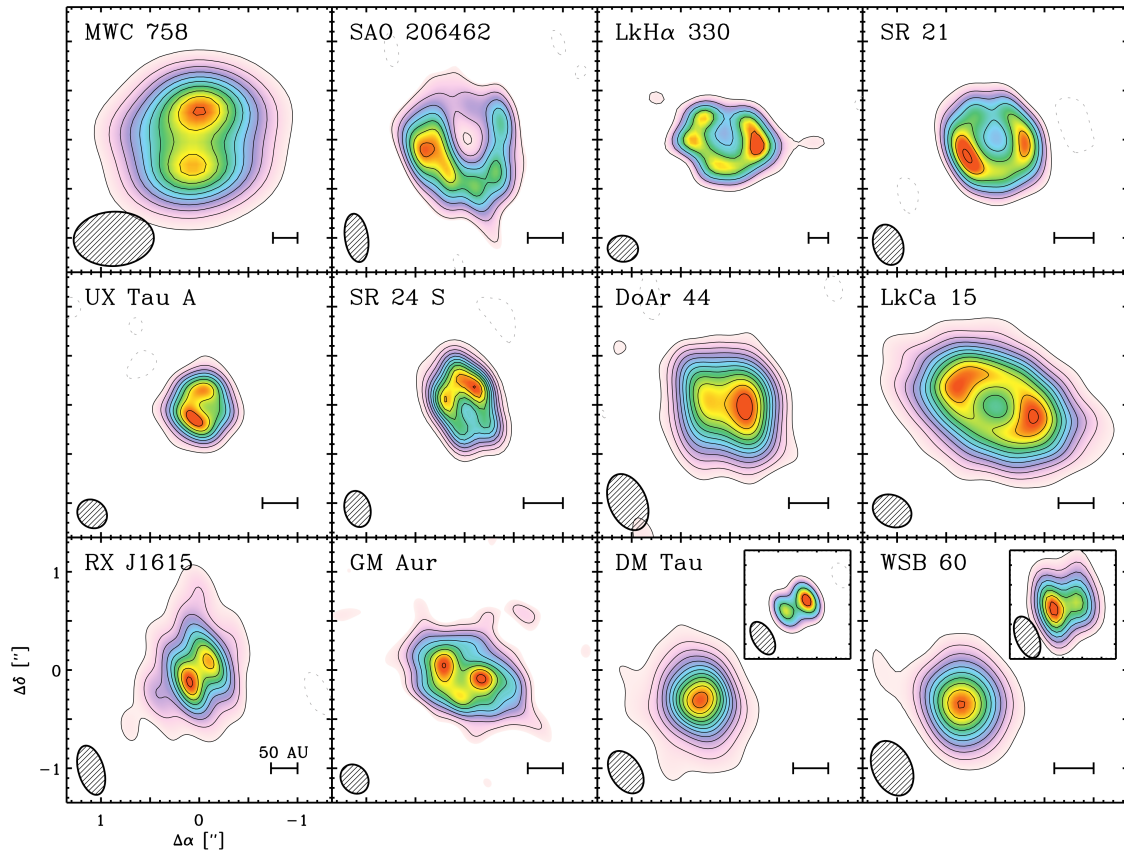 MWC 758
SAO 206462
LkHα 330
SR 21
UX Tau A
SR 24 S
DoAr 44
LkCa 15
RX J1615
GM Aur
DM Tau
WSB 60
1
0
−1
Δδ ["]
50 AU
1 0 −1
Δα ["]